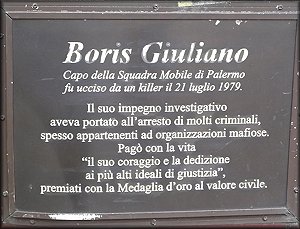 Boris Giuliano
Capo della Squadra Mobile di Palermo
fu ucciso da un killer il 21 luglio 1979.
Il suo impegno investigativo
aveva portato all'arresto di molti criminali,
spesso appartenenti ad organizzazioni mafiose.
Pagò con la vita
"il suo coraggio e la dedizione
ai più alti ideali di giustizia",
premiati con la Medaglia d'oro al valore civile.